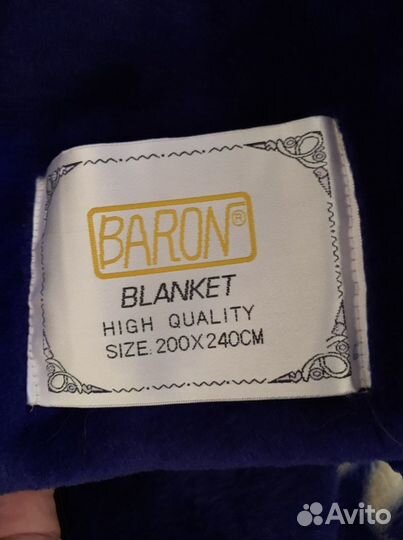 BARON®
BLANKET
HIGH QUALITY
SIZE: 200X240CM
Avito